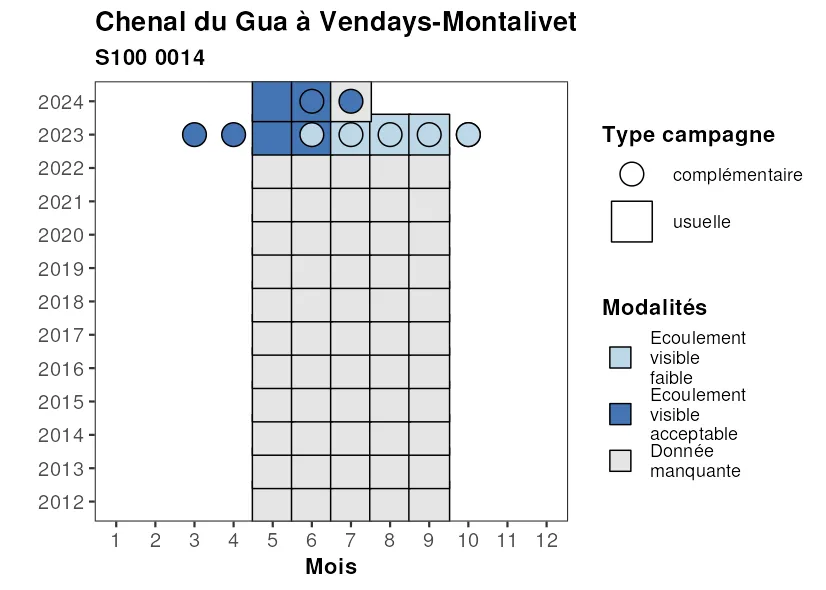 Chenal du Gua à Vendays-Montalivet
S100 0014
2024
2023
2022
2021
2020
2019
2018
2017
2016
2015
2014
2013
2012
1 2 3 4 5 6 7 8 9 10 11 12
Mois
Type campagne
complémentaire
usuelle
Modalités
Ecoulement
visible
faible
Ecoulement
visible
acceptable
Donnée
manquante